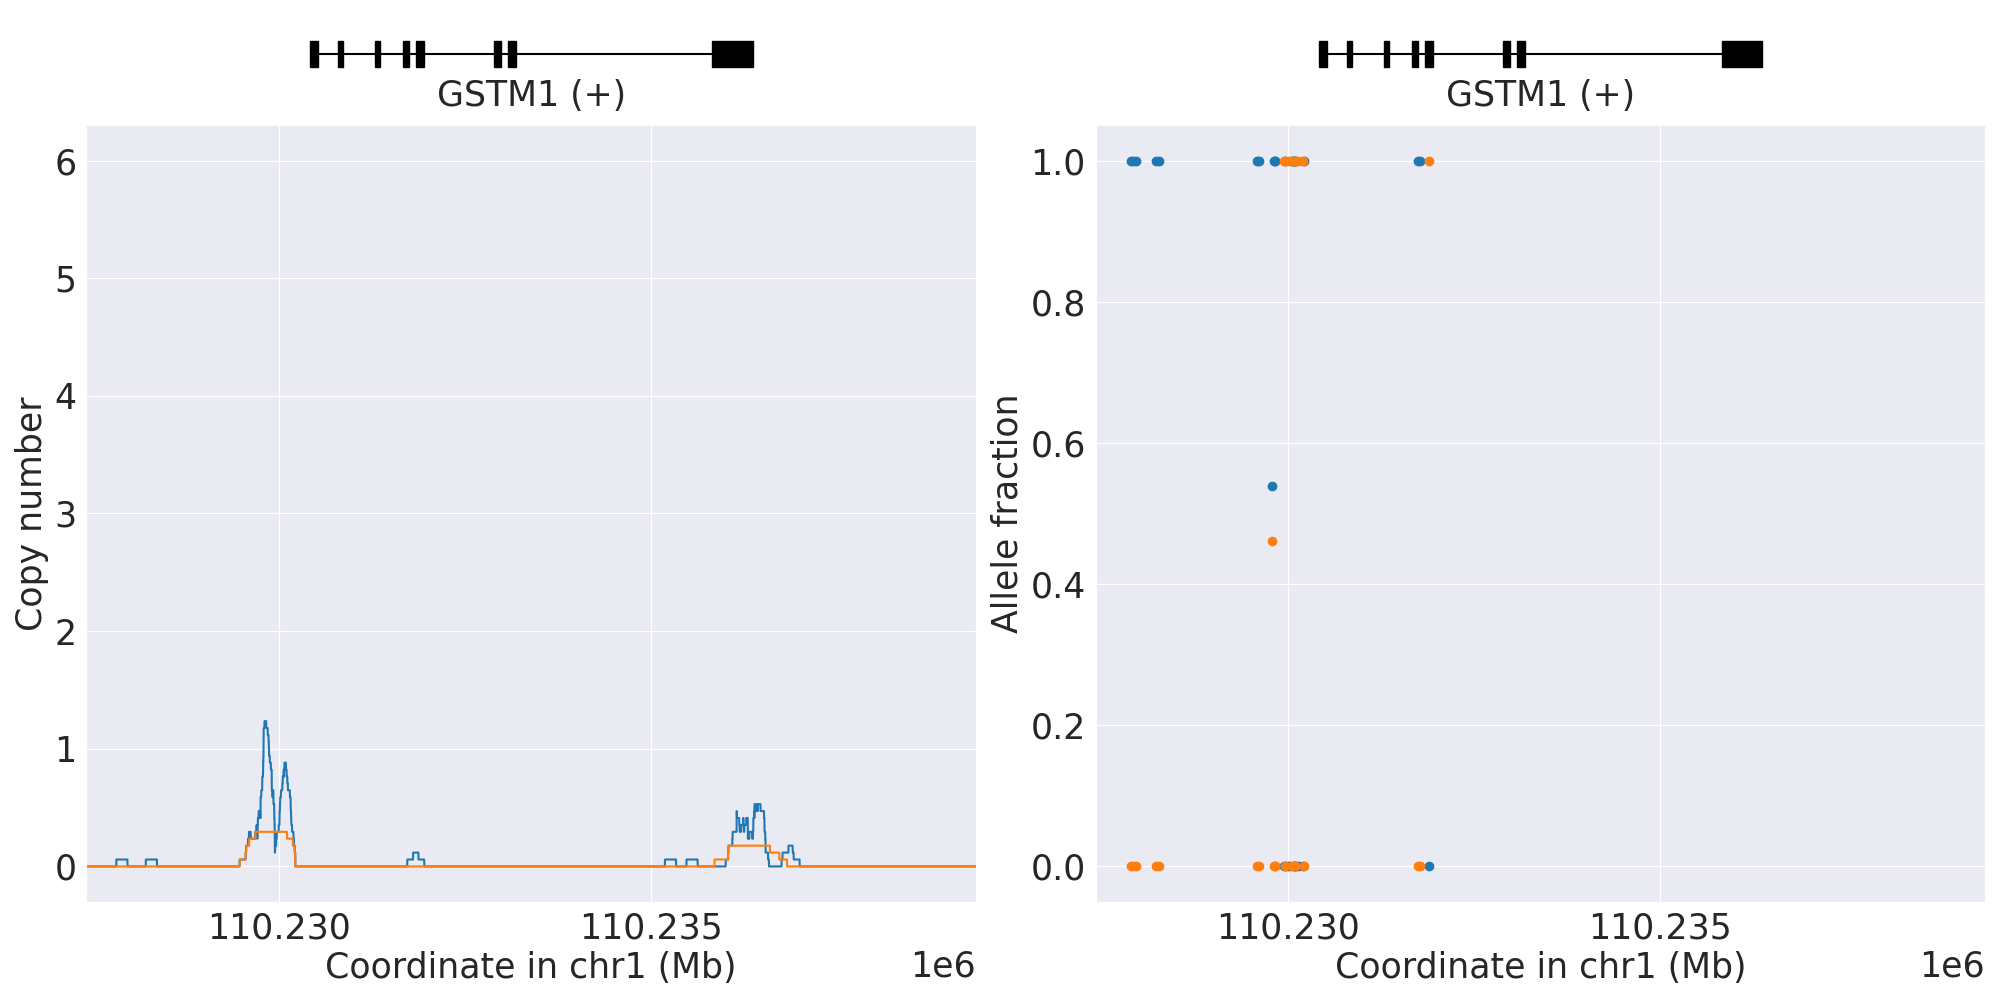 GSTM1 (+)
6
5
4
3
2
1
0
Copy number
110.230
110.235
Coordinate in chr1 (Mb)
1e6
GSTM1 (+)
1.0
0.8
0.6
0.4
0.2
0.0
Allele fraction
110.230
110.235
Coordinate in chr1 (Mb)
1e6